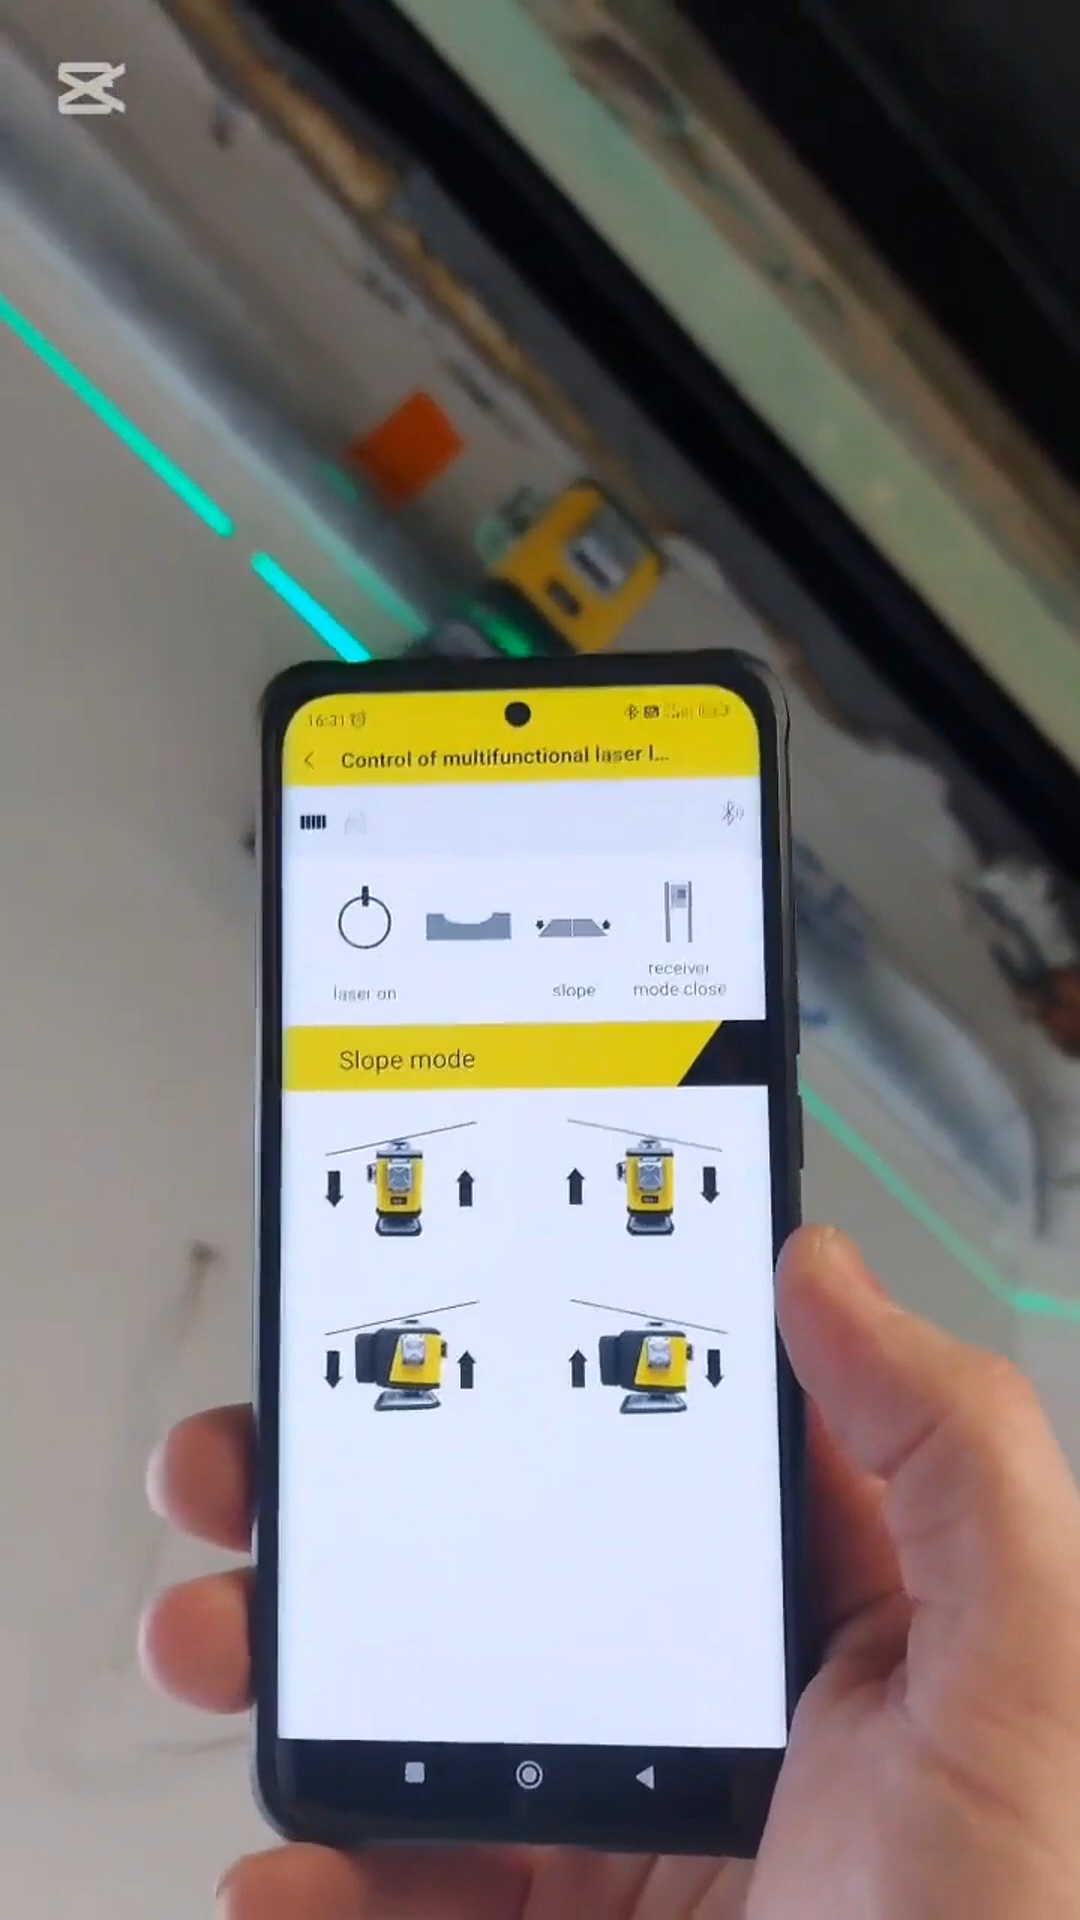 16:31
Control of multifunctional laser l...
laser on
slope
receiver
mode close
Slope mode